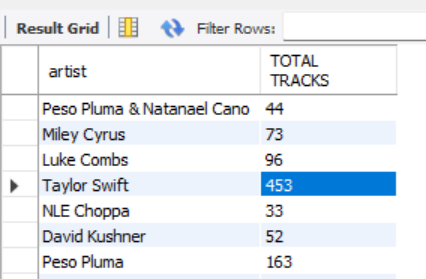 Result Grid Filter Rows:
artist TOTAL TRACKS
Peso Pluma & Natanael Cano 44
Miley Cyrus 73
Luke Combs 96
Taylor Swift 453
NLE Choppa 33
David Kushner 52
Peso Pluma 163